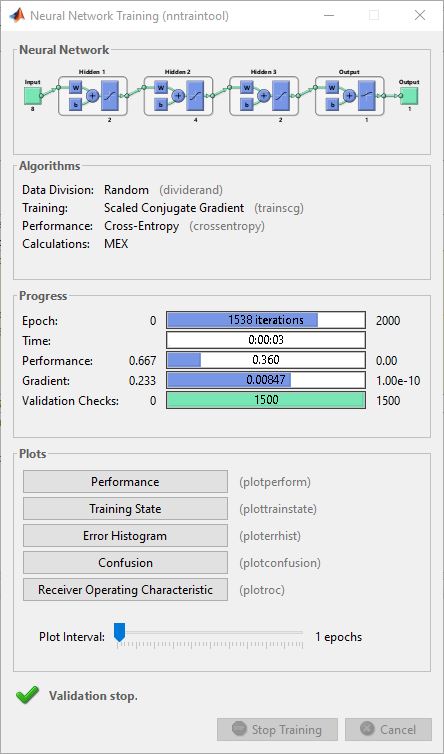 Neural Network Training (nntraintool)
Neural Network
Hidden 1 Hidden 2 Hidden 3 Output
Input Output
W W W W
b b b b
8 2 4 2 1 1
Algorithms
Data Division: Random (dividerand)
Training: Scaled Conjugate Gradient (trainscg)
Performance: Cross-Entropy (crossentropy)
Calculations: MEX
Progress
Epoch: 0 1538 iterations 2000
Time: 0:00:03
Performance: 0.667 0.360 0.00
Gradient: 0.233 0.00847 1.00e-10
Validation Checks: 0 1500 1500
Plots
Performance (plotperform)
Training State (plottrainstate)
Error Histogram (ploterrhist)
Confusion (plotconfusion)
Receiver Operating Characteristic (plotroc)
Plot Interval: 1 epochs
Validation stop.
Stop Training Cancel